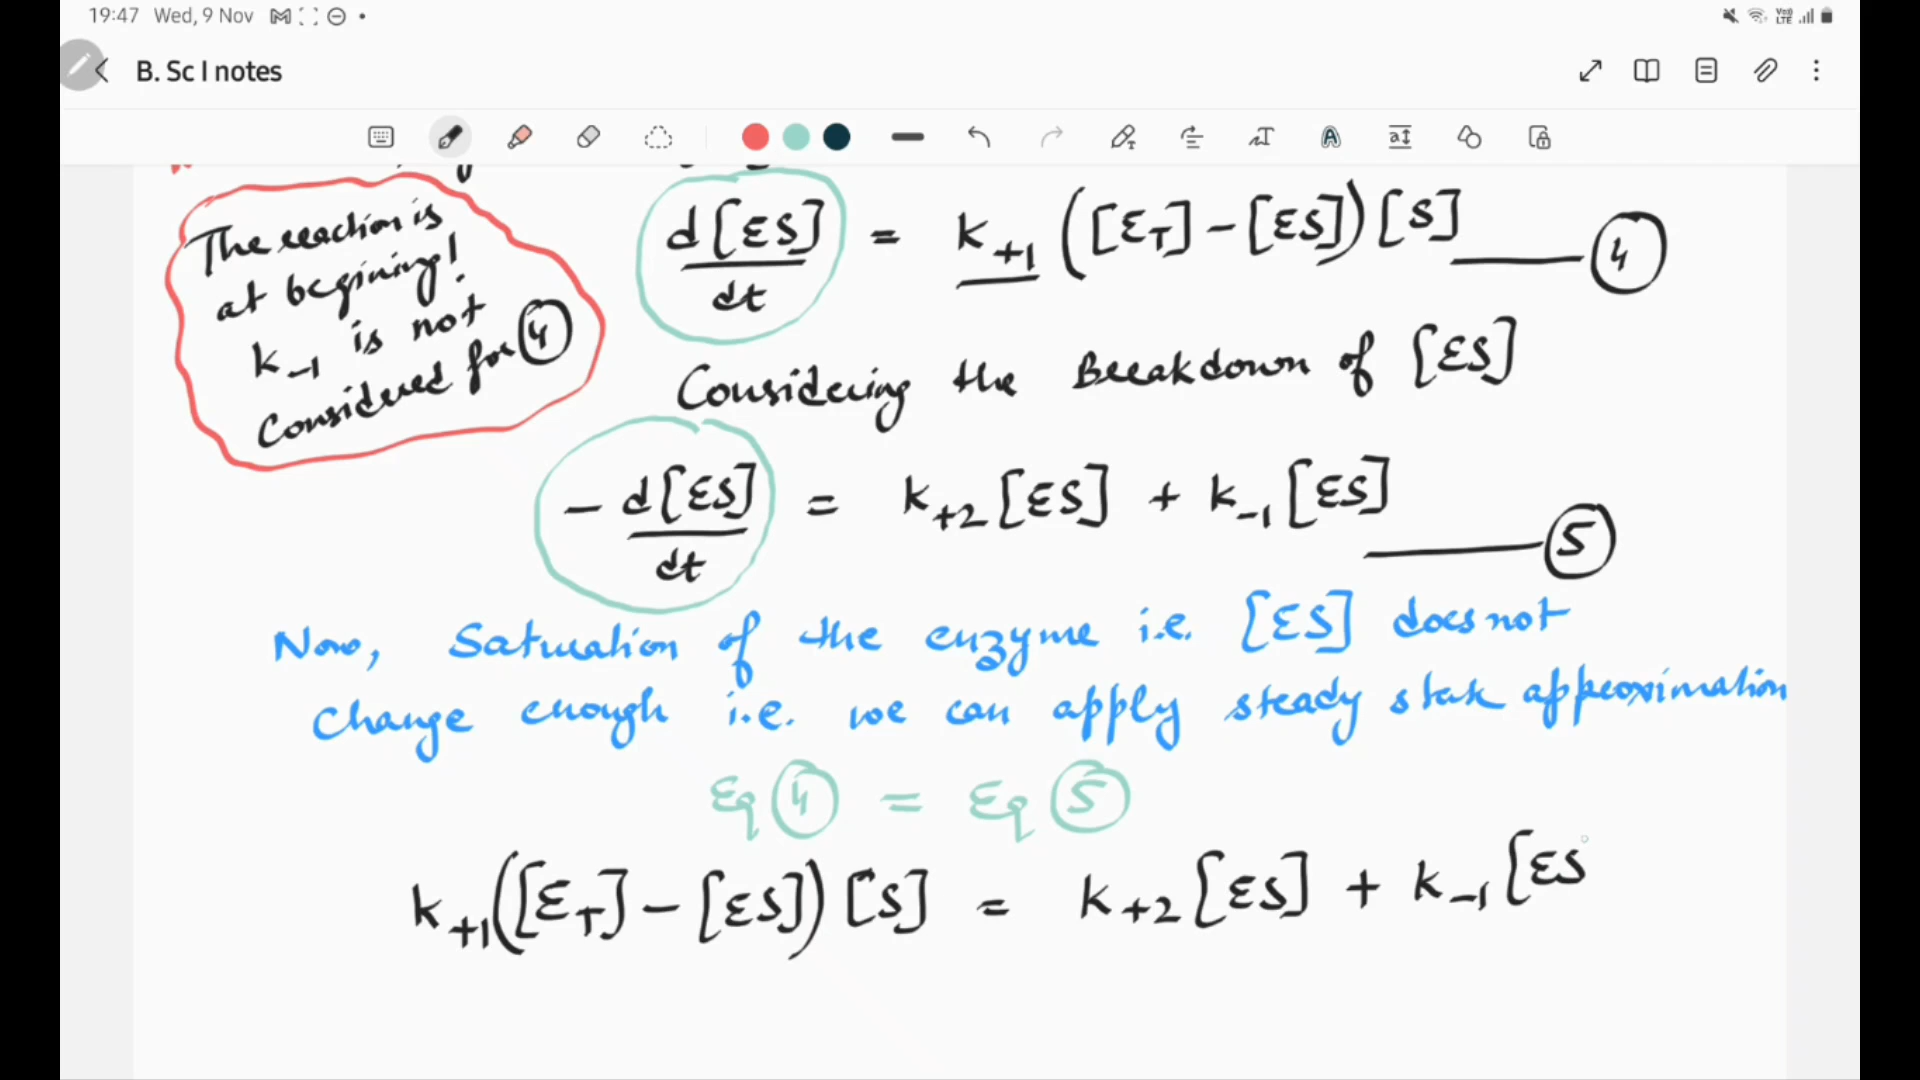 19:47 Wed, 9 Nov
B. Sc I notes
The reaction is
at begining!
k₋₁ is not
Considered for ④
d[ES]/dt = k₊₁ ([E_T] - [ES]) [S] ④
Considering the Breakdown of [ES]
- d[ES]/dt = k₊₂ [ES] + k₋₁ [ES] ⑤
Now, Saturation of the enzyme i.e. [ES] does not
change enough i.e. we can apply steady state approximation
Eq ④ = Eq ⑤
k₊₁ ([E_T] - [ES]) [S] = k₊₂ [ES] + k₋₁ [ES